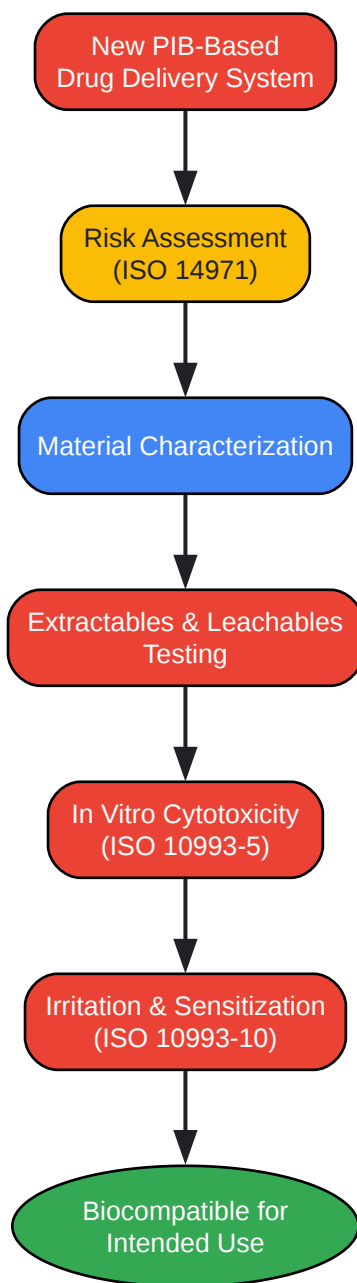 New PIB-Based
Drug Delivery System
Risk Assessment
(ISO 14971)
Material Characterization
Extractables & Leachables
Testing
In Vitro Cytotoxicity
(ISO 10993-5)
Irritation & Sensitization
(ISO 10993-10)
Biocompatible for
Intended Use